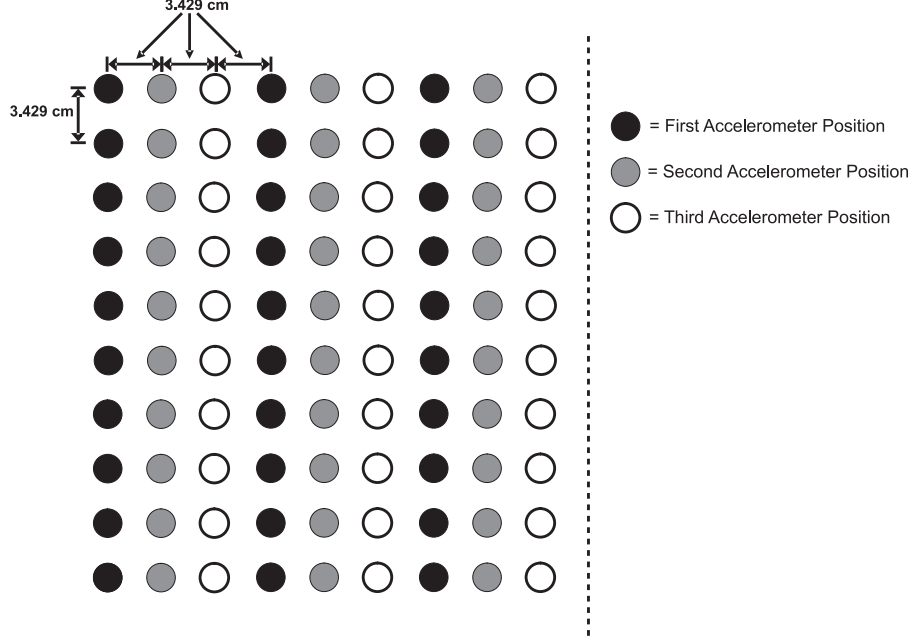 3.429 cm
3.429 cm
= First Accelerometer Position
= Second Accelerometer Position
= Third Accelerometer Position